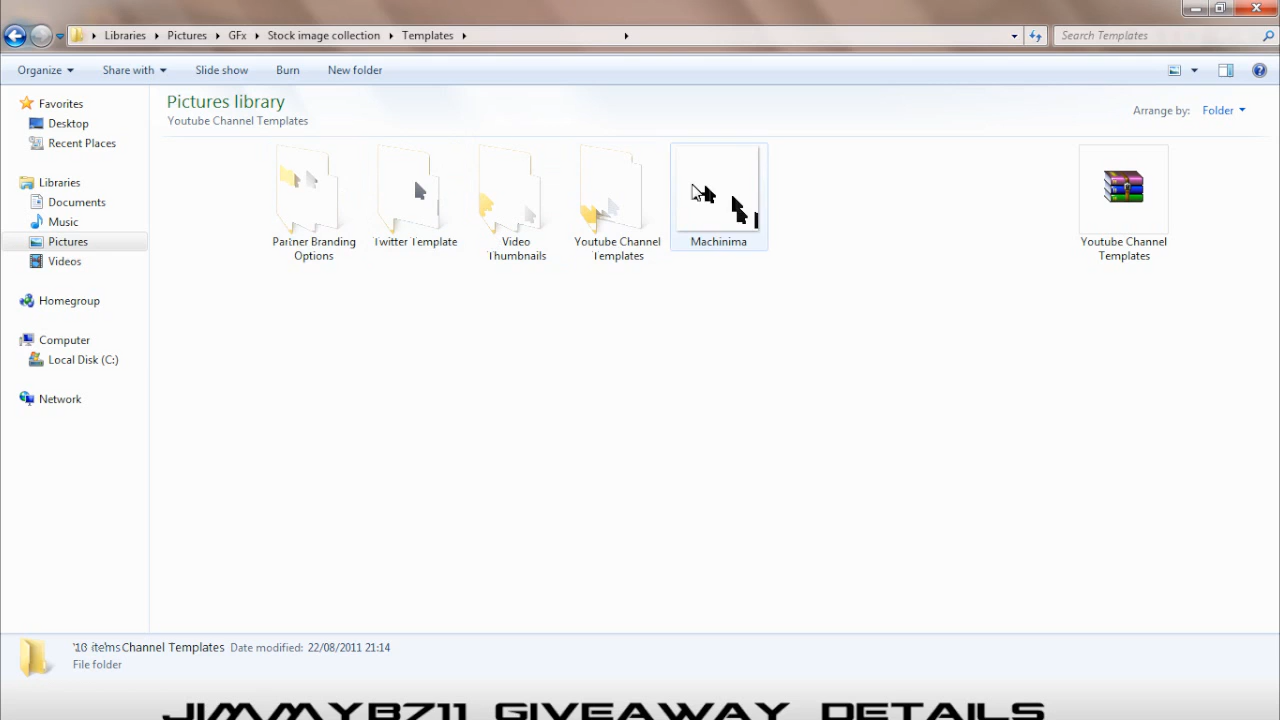 Libraries Pictures GFx Stock image collection Templates
Search Templates
Organize Share with Slide show Burn New folder
Favorites
Desktop
Recent Places
Libraries
Documents
Music
Pictures
Videos
Homegroup
Computer
Local Disk (C:)
Network
Pictures library
Youtube Channel Templates
Arrange by: Folder
Partner Branding
Options
Twitter Template
Video
Thumbnails
Youtube Channel
Templates
Machinima
Youtube Channel
Templates
Channel Templates Date modified: 22/08/2011 21:14
File folder
JIMMYBZ11 GIVEAWAY DETAILS